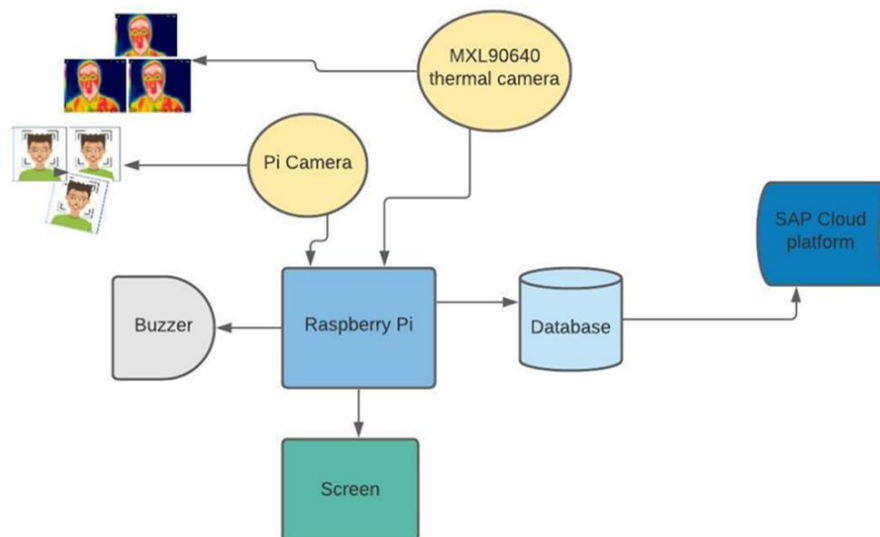 MXL90640
thermal camera
Pi Camera
SAP Cloud
platform
Buzzer
Raspberry Pi
Database
Screen